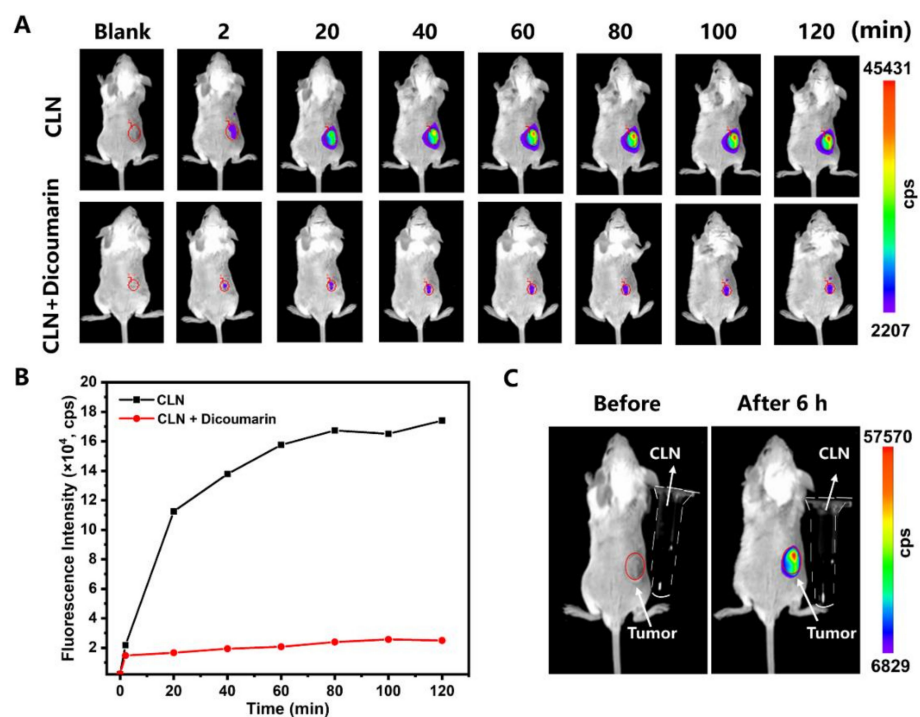 A
Blank 2 20 40 60 80 100 120 (min)
CLN
CLN+Dicoumarin
45431
cps
2207
B
Fluorescence Intensity (×10⁴, cps)
20
18
16
14
12
10
8
6
4
2
CLN
CLN + Dicoumarin
0 20 40 60 80 100 120
Time (min)
C
Before After 6 h
CLN CLN
Tumor Tumor
57570
cps
6829